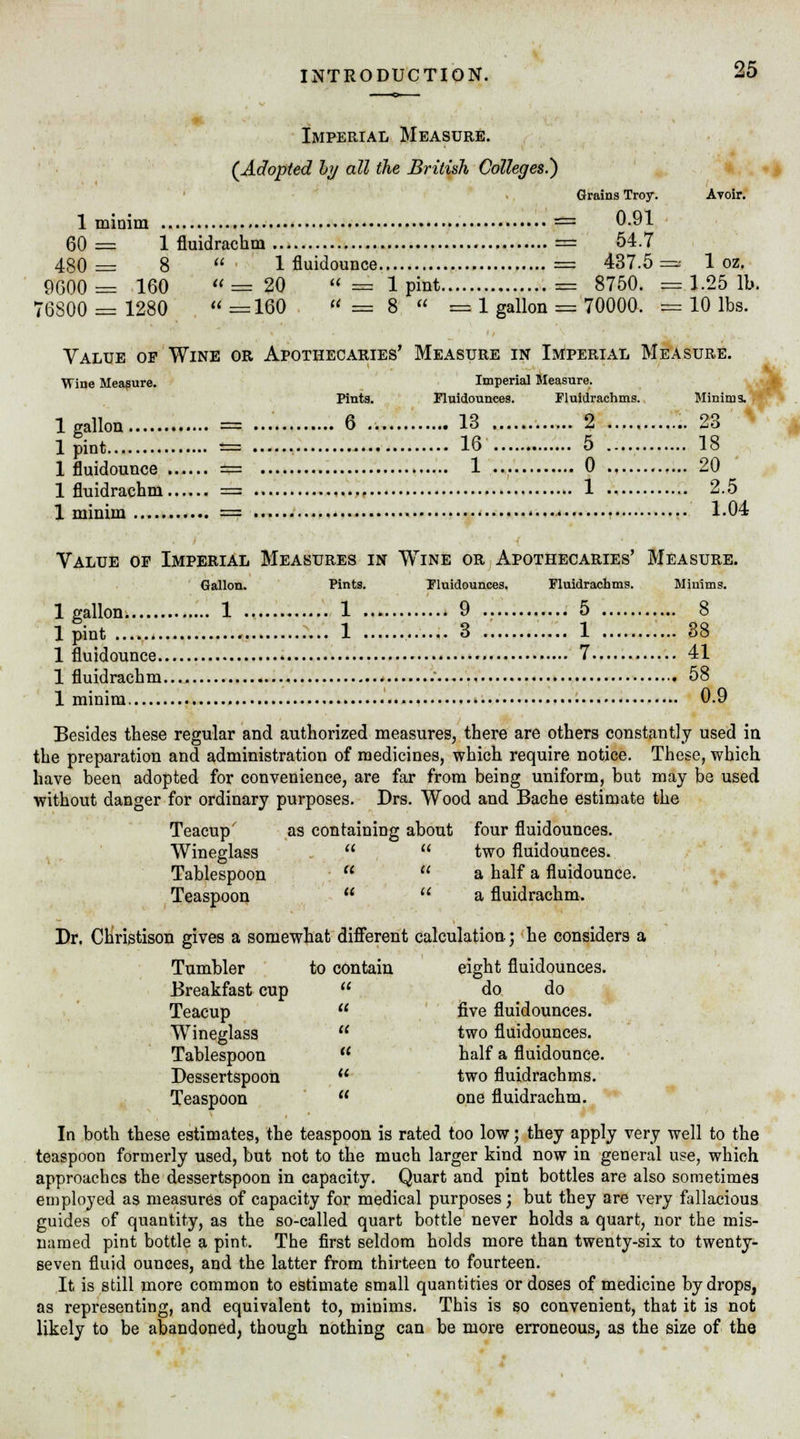 INTRODUCTION. 25
Imperial Measure.
(Adopted by all the British Colleges.)
Grains Troy. Avoir.
1 minim .................... = 0.91
60 = 1 fluidrachm .................... = 54.7
480 = 8 " 1 fluidounce.................... = 437.5 = 1 oz.
9600 = 160 " = 20 " = 1 pint.................... = 8750. = 1.25 lb.
76800 = 1280 " = 160 " = 8 " = 1 gallon = 70000. = 10 lbs.
Value of Wine or Apothecaries' Measure in Imperial Measure.
Wine Measure. Imperial Measure.
Pints. Fluidounces. Fluidrachms. Minims.
1 gallon............ = ............ 6 ............ 13 ............ 2 ............ 23
1 pint............ = ............ 16 ............ 5 ............ 18
1 fluidounce ...... = ............ 1 ............ 0 ............ 20
1 fluidrachm...... = ............ 1 ............ 2.5
1 minim ............ = ............ 1.04
Value of Imperial Measures in Wine or Apothecaries' Measure.
Gallon. Pints. Fluidounces. Fluidrachms. Minims.
1 gallon............ 1 ............ 1 ............ 9 ............ 5 ............ 8
1 pint ............ 1 ............ 3 ............ 1 ............ 38
1 fluidounce............ 7............ 41
1 fluidrachm............ 58
1 minim............ 0.9
Besides these regular and authorized measures, there are others constantly used in
the preparation and administration of medicines, which require notice. These, which
have been adopted for convenience, are far from being uniform, but may be used
without danger for ordinary purposes. Drs. Wood and Bache estimate the
Teacup as containing about four fluidounces.
Wineglass " " two fluidounces.
Tablespoon " " a half a fluidounce.
Teaspoon " " a fluidrachm.
Dr. Christison gives a somewhat different calculation; he considers a
Tumbler to contain eight fluidounces.
Breakfast cup " do do
Teacup " five fluidounces.
Wineglass " two fluidounces.
Tablespoon " half a fluidounce.
Dessertspoon " two fluidrachms.
Teaspoon " one fluidrachm.
In both these estimates, the teaspoon is rated too low; they apply very well to the
teaspoon formerly used, but not to the much larger kind now in general use, which
approaches the dessertspoon in capacity. Quart and pint bottles are also sometimes
employed as measures of capacity for medical purposes; but they are very fallacious
guides of quantity, as the so-called quart bottle never holds a quart, nor the mis-
named pint bottle a pint. The first seldom holds more than twenty-six to twenty-
seven fluid ounces, and the latter from thirteen to fourteen.
It is still more common to estimate small quantities or doses of medicine by drops,
as representing, and equivalent to, minims. This is so convenient, that it is not
likely to be abandoned, though nothing can be more erroneous, as the size of the